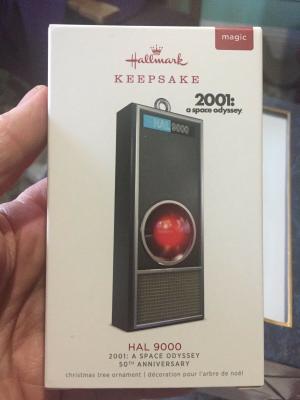 magic
Hallmark
KEEPSAKE
2001:
a space odyssey
HAL 9000
HAL 9000
2001: A SPACE ODYSSEY
50TH ANNIVERSARY
christmas tree ornament | décoration pour l'arbre de noël